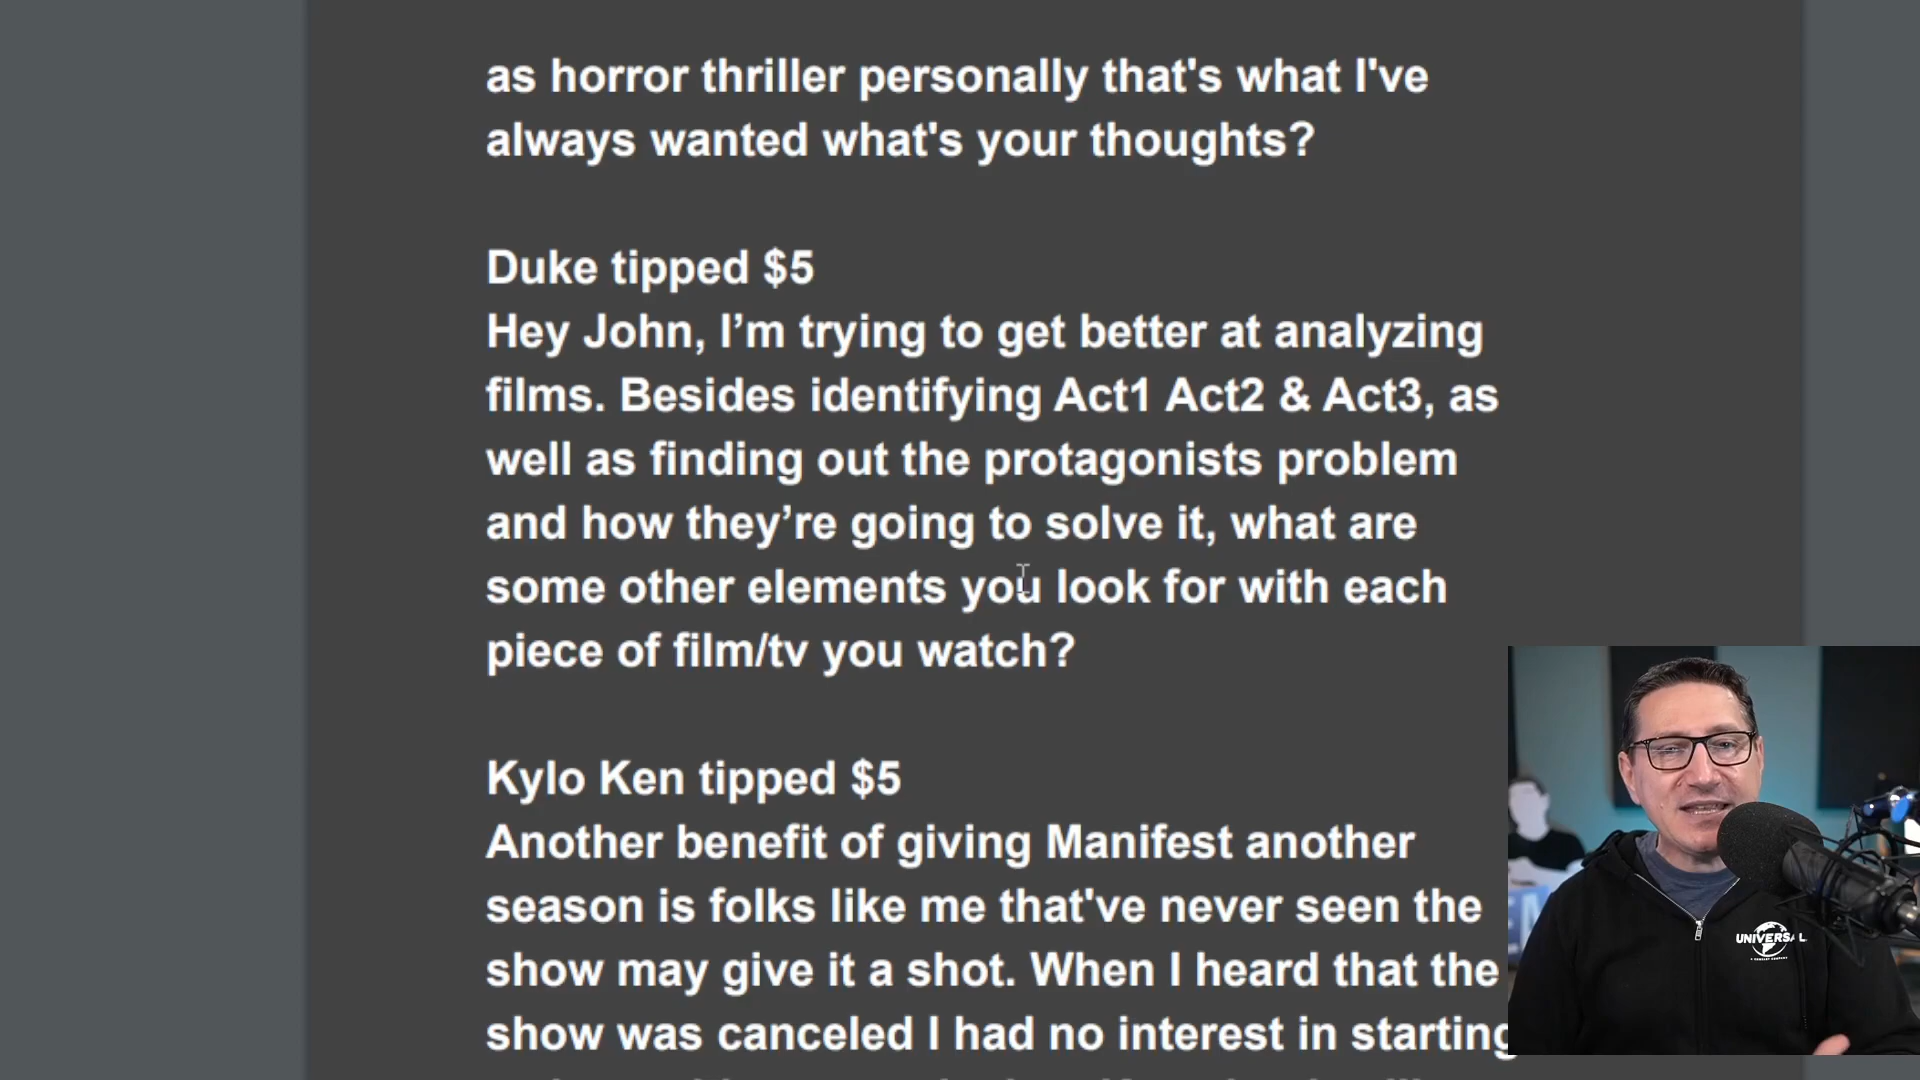 as horror thriller personally that's what I've
always wanted what's your thoughts?
Duke tipped $5
Hey John, I’m trying to get better at analyzing
films. Besides identifying Act1 Act2 & Act3, as
well as finding out the protagonists problem
and how they’re going to solve it, what are
some other elements you look for with each
piece of film/tv you watch?
Kylo Ken tipped $5
Another benefit of giving Manifest another
season is folks like me that've never seen the
show may give it a shot. When I heard that the
show was canceled I had no interest in starting
UNIVERSAL